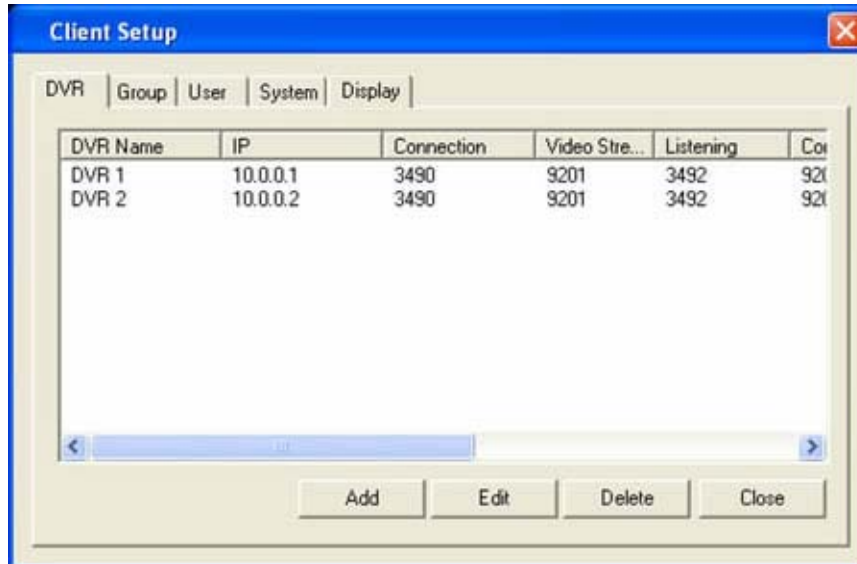 Client Setup
DVR Group User System Display
DVR Name IP Connection Video Stre... Listening
DVR 1 10.0.0.1 3490 9201 3492
DVR 2 10.0.0.2 3490 9201 3492
Add Edit Delete Close